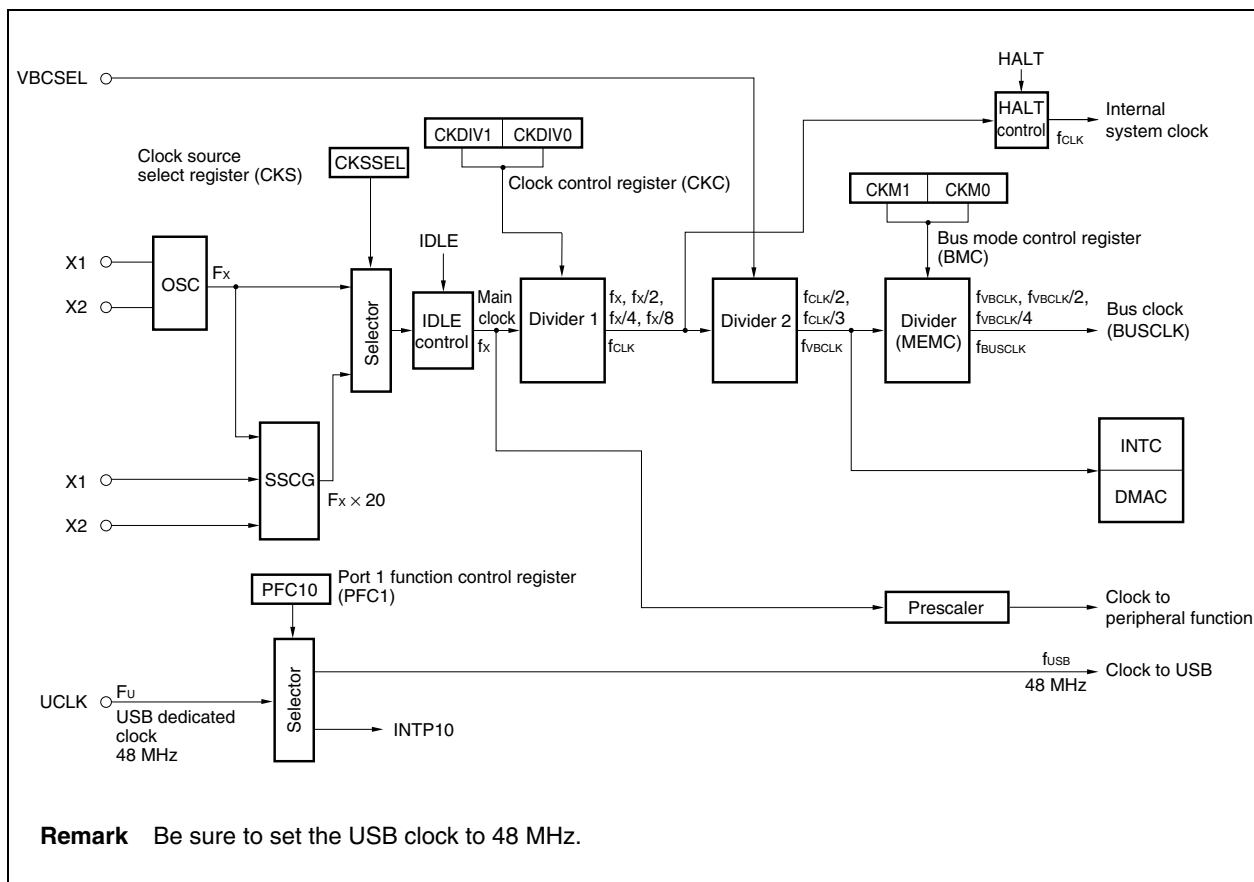 HALT
VBCSEL
HALT
control
fCLK
Internal
system clock
CKDIV1
CKDIV0
Clock source
select register (CKS)
CKSSEL
Clock control register (CKC)
CKM1
CKM0
Bus mode control register
(BMC)
IDLE
X1
X2
OSC
FX
Selector
IDLE
control
Main
clock
fX
Divider 1
fX, fX/2,
fX/4, fX/8
fCLK
Divider 2
fCLK/2,
fCLK/3
fVBCLK
Divider
(MEMC)
fVBCLK, fVBCLK/2,
fVBCLK/4
fBUSCLK
Bus clock
(BUSCLK)
X1
X2
SSCG
FX × 20
INTC
DMAC
PFC10
Port 1 function control register
(PFC1)
Prescaler
Clock to
peripheral function
UCLK
FU
USB dedicated
clock
48 MHz
Selector
INTP10
fUSB
48 MHz
Clock to USB
Remark Be sure to set the USB clock to 48 MHz.